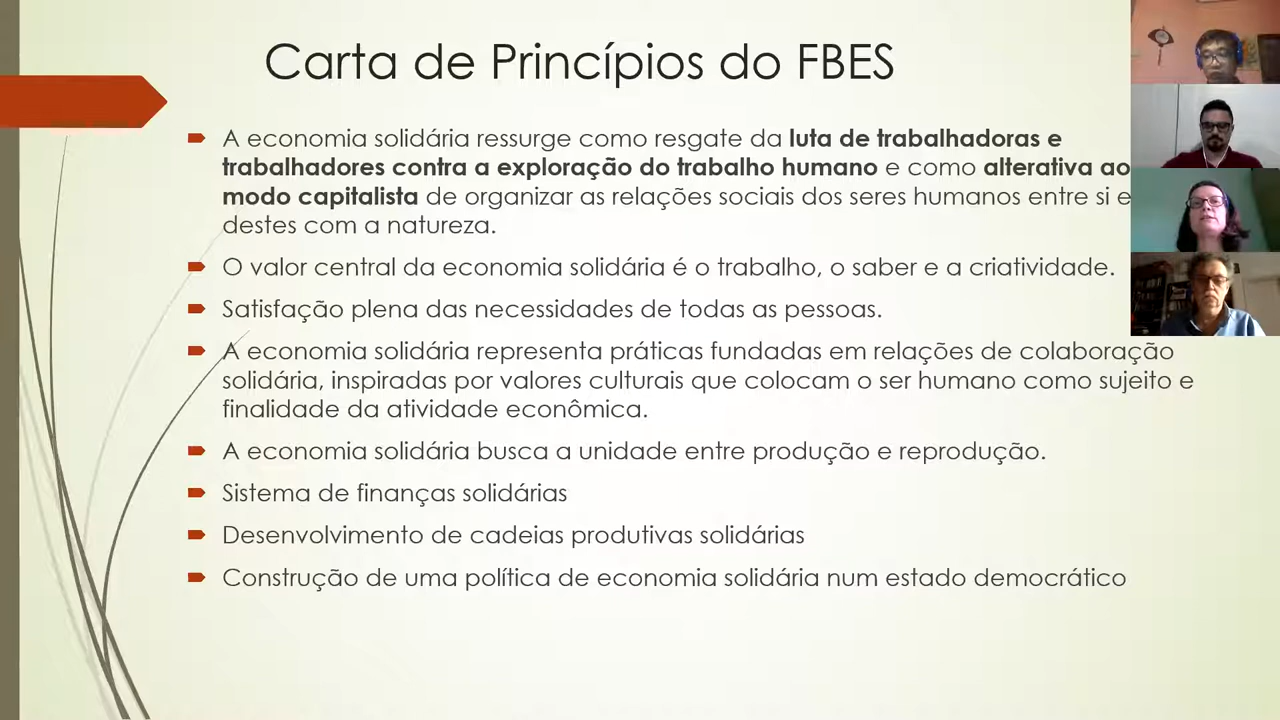 Carta de Princípios do FBES
A economia solidária ressurge como resgate da luta de trabalhadoras e
trabalhadores contra a exploração do trabalho humano e como alterativa ao
modo capitalista de organizar as relações sociais dos seres humanos entre si e
destes com a natureza.
O valor central da economia solidária é o trabalho, o saber e a criatividade.
Satisfação plena das necessidades de todas as pessoas.
A economia solidária representa práticas fundadas em relações de colaboração
solidária, inspiradas por valores culturais que colocam o ser humano como sujeito e
finalidade da atividade econômica.
A economia solidária busca a unidade entre produção e reprodução.
Sistema de finanças solidárias
Desenvolvimento de cadeias produtivas solidárias
Construção de uma política de economia solidária num estado democrático